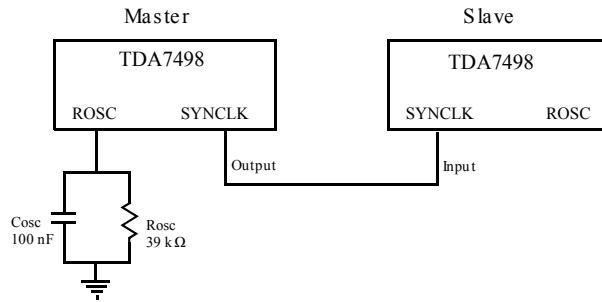 Master
Slave
TDA7498
TDA7498
ROSC
SYNCLK
SYNCLK
ROSC
Output
Input
Cosc
100 nF
Rosc
39 kΩ